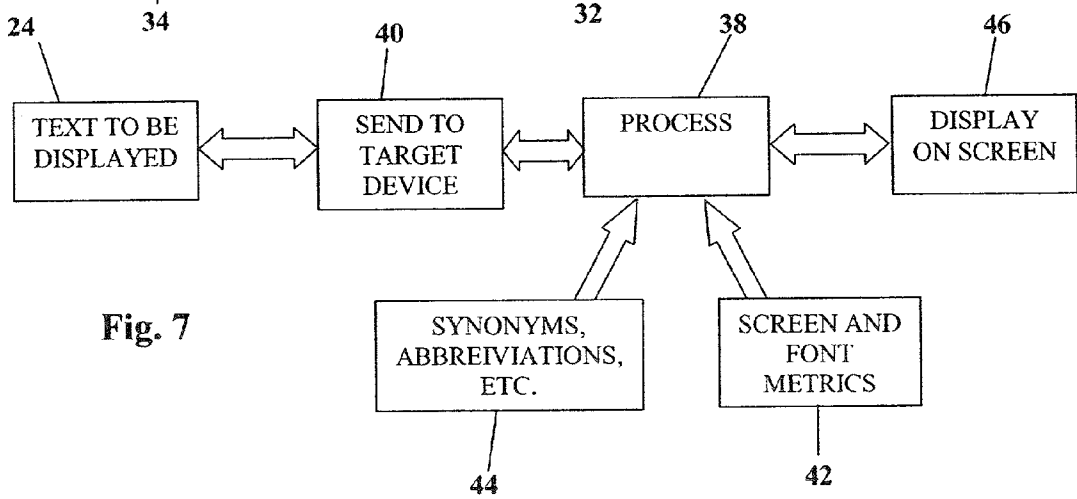 34
32
24
40
38
46
TEXT TO BE
DISPLAYED
SEND TO
TARGET
DEVICE
PROCESS
DISPLAY
ON SCREEN
Fig. 7
SYNONYMS,
ABBREIVIATIONS,
ETC.
SCREEN AND
FONT
METRICS
44
42